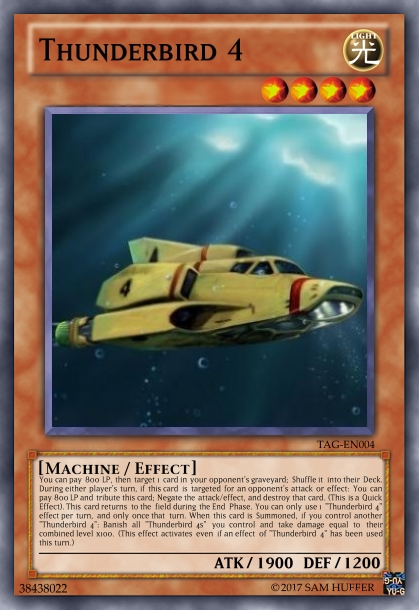 THUNDERBIRD 4
LIGHT
光
4
TAG-EN004
[MACHINE / EFFECT]
You can pay 800 LP, then target 1 card in your opponent's graveyard; Shuffle it into their Deck.
During either player's turn, if this card is targeted for an opponent's attack or effect: You can
pay 800 LP and tribute this card; Negate the attack/effect, and destroy that card. (This is a Quick
Effect). This card returns to the field during the End Phase. You can only use 1 "Thunderbird 4"
effect per turn, and only once that turn. When this card is Summoned, if you control another
"Thunderbird 4": Banish all "Thunderbird 4s" you control and take damage equal to their
combined level x100. (This effect activates even if an effect of "Thunderbird 4" has been used
this turn.)
ATK / 1900 DEF / 1200
38438022
©2017 SAM HUFFER